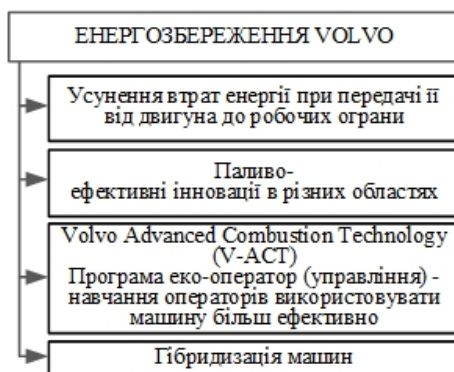 ЕНЕРГОЗБЕРЕЖЕННЯ VOLVO
Усунення втрат енергії при передачі її
від двигуна до робочих ограни
Паливо-
ефективні інновації в різних областях
Volvo Advanced Combustion Technology
(V-ACT)
Програма еко-оператор (управління) -
навчання операторів використовувати
машину більш ефективно
Гібридизація машин